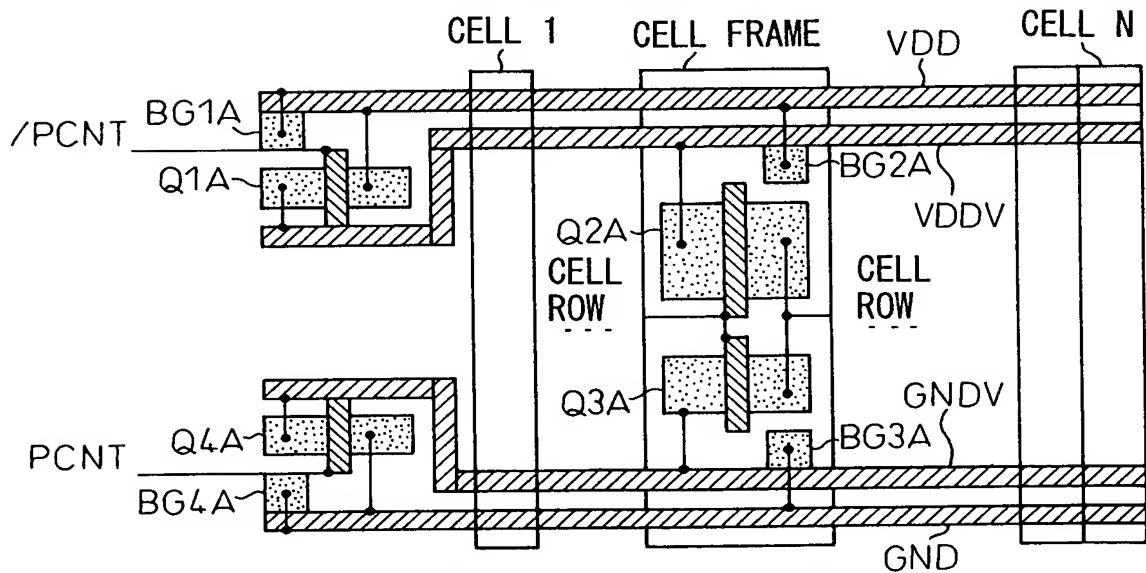 CELL 1
CELL FRAME
VDD
CELL N
BG1A
/PCNT
Q1A
BG2A
VDDV
Q2A
CELL
ROW
CELL
ROW
Q3A
GNDV
Q4A
BG3A
PCNT
BG4A
GND